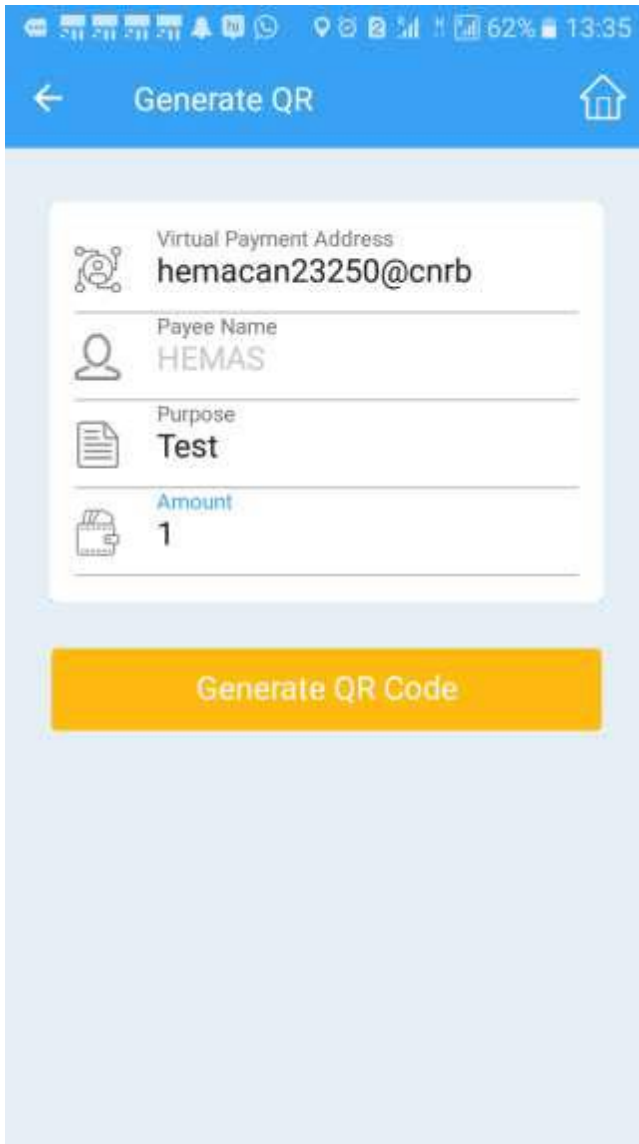 62% 13:35
Generate QR
Virtual Payment Address
hemacan23250@cnrb
Payee Name
HEMAS
Purpose
Test
Amount
1
Generate QR Code